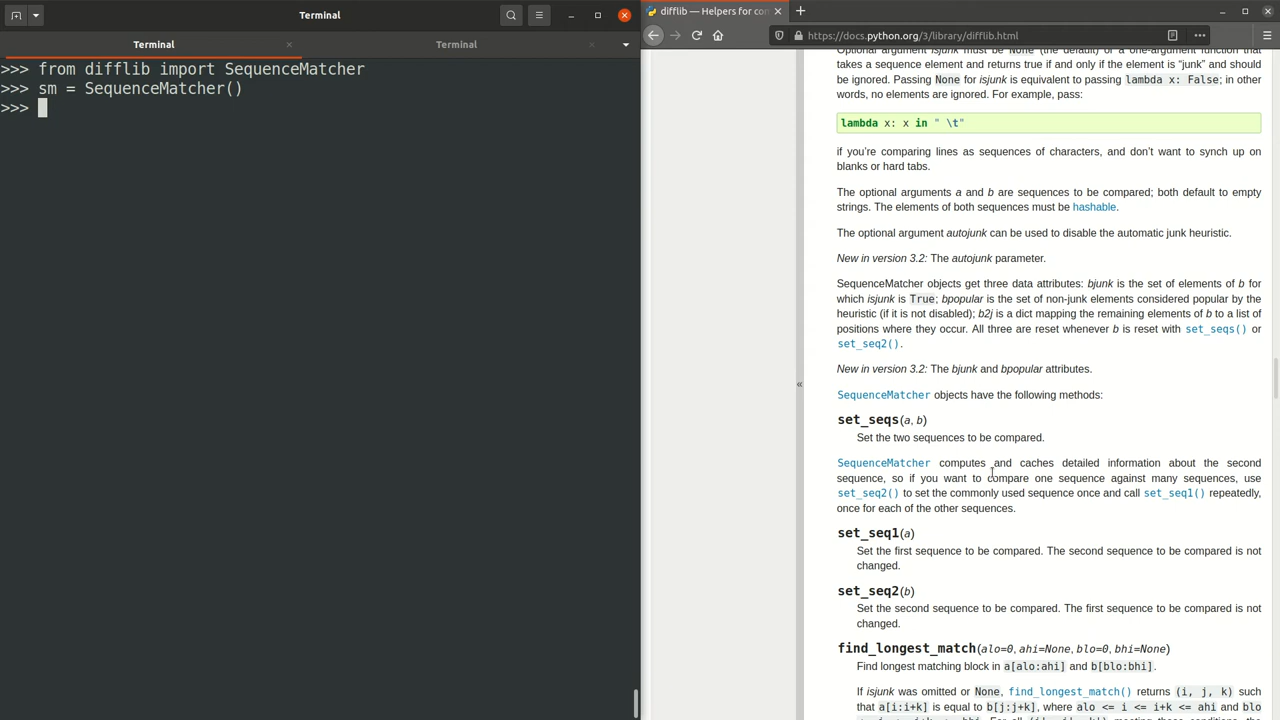 Terminal
Terminal
Terminal
>>> from difflib import SequenceMatcher
>>> sm = SequenceMatcher()
>>>
difflib — Helpers for con
https://docs.python.org/3/library/difflib.html
Optional argument isjunk must be None (the default) or a one-argument function that
takes a sequence element and returns true if and only if the element is “junk” and should
be ignored. Passing None for isjunk is equivalent to passing lambda x: False; in other
words, no elements are ignored. For example, pass:
lambda x: x in " \t"
if you’re comparing lines as sequences of characters, and don’t want to synch up on
blanks or hard tabs.
The optional arguments a and b are sequences to be compared; both default to empty
strings. The elements of both sequences must be hashable.
The optional argument autojunk can be used to disable the automatic junk heuristic.
New in version 3.2: The autojunk parameter.
SequenceMatcher objects get three data attributes: bjunk is the set of elements of b for
which isjunk is True; bpopular is the set of non-junk elements considered popular by the
heuristic (if it is not disabled); b2j is a dict mapping the remaining elements of b to a list of
positions where they occur. All three are reset whenever b is reset with set_seqs() or
set_seq2().
New in version 3.2: The bjunk and bpopular attributes.
SequenceMatcher objects have the following methods:
set_seqs(a, b)
Set the two sequences to be compared.
SequenceMatcher computes and caches detailed information about the second
sequence, so if you want to compare one sequence against many sequences, use
set_seq2() to set the commonly used sequence once and call set_seq1() repeatedly,
once for each of the other sequences.
set_seq1(a)
Set the first sequence to be compared. The second sequence to be compared is not
changed.
set_seq2(b)
Set the second sequence to be compared. The first sequence to be compared is not
changed.
find_longest_match(alo=0, ahi=None, blo=0, bhi=None)
Find longest matching block in a[alo:ahi] and b[blo:bhi].
If isjunk was omitted or None, find_longest_match() returns (i, j, k) such
that a[i:i+k] is equal to b[j:j+k], where alo <= i <= i+k <= ahi and blo